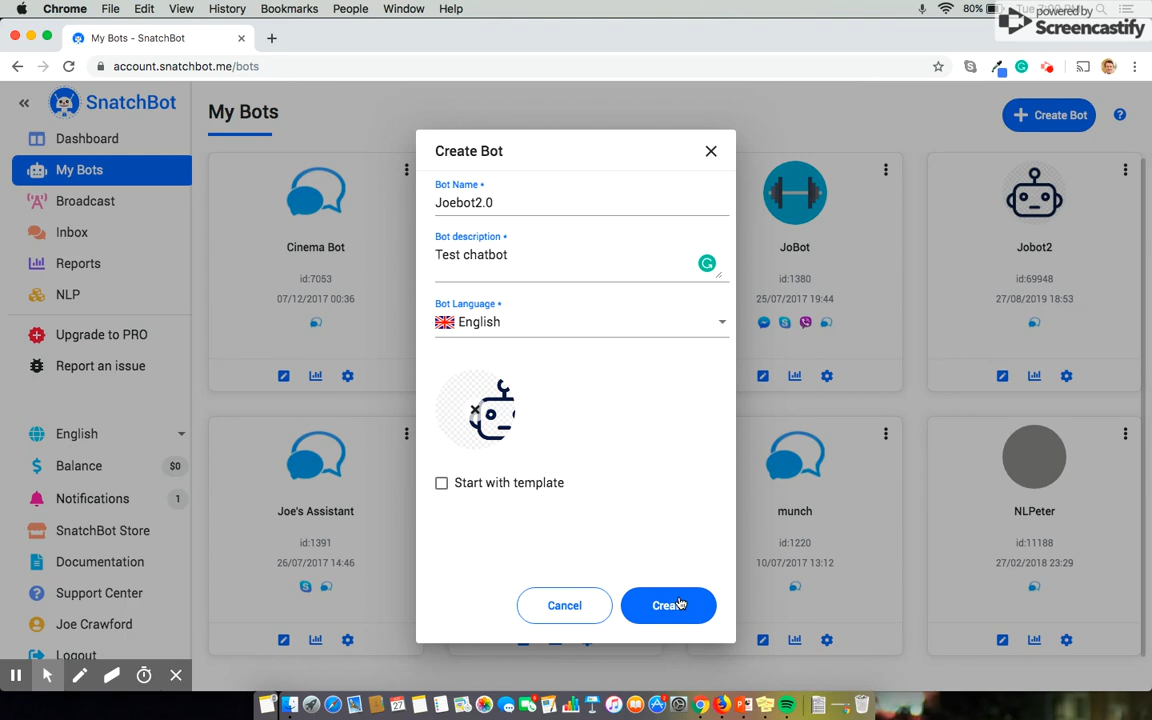 Chrome File Edit View History Bookmarks People Window Help
80%
powered by
Screencastify
My Bots - SnatchBot
account.snatchbot.me/bots
SnatchBot
Dashboard
My Bots
Broadcast
Inbox
Reports
NLP
Upgrade to PRO
Report an issue
English
Balance $0
Notifications 1
SnatchBot Store
Documentation
Support Center
Joe Crawford
Logout
My Bots
Create Bot
Cinema Bot
id:7053
07/12/2017 00:36
JoBot
id:1380
25/07/2017 19:44
Jobot2
id:69948
27/08/2019 18:53
Joe's Assistant
id:1391
26/07/2017 14:46
munch
id:1220
10/07/2017 13:12
NLPeter
id:11188
27/02/2018 23:29
Create Bot
Bot Name *
Joebot2.0
Bot description *
Test chatbot
Bot Language *
English
Start with template
Cancel
Create